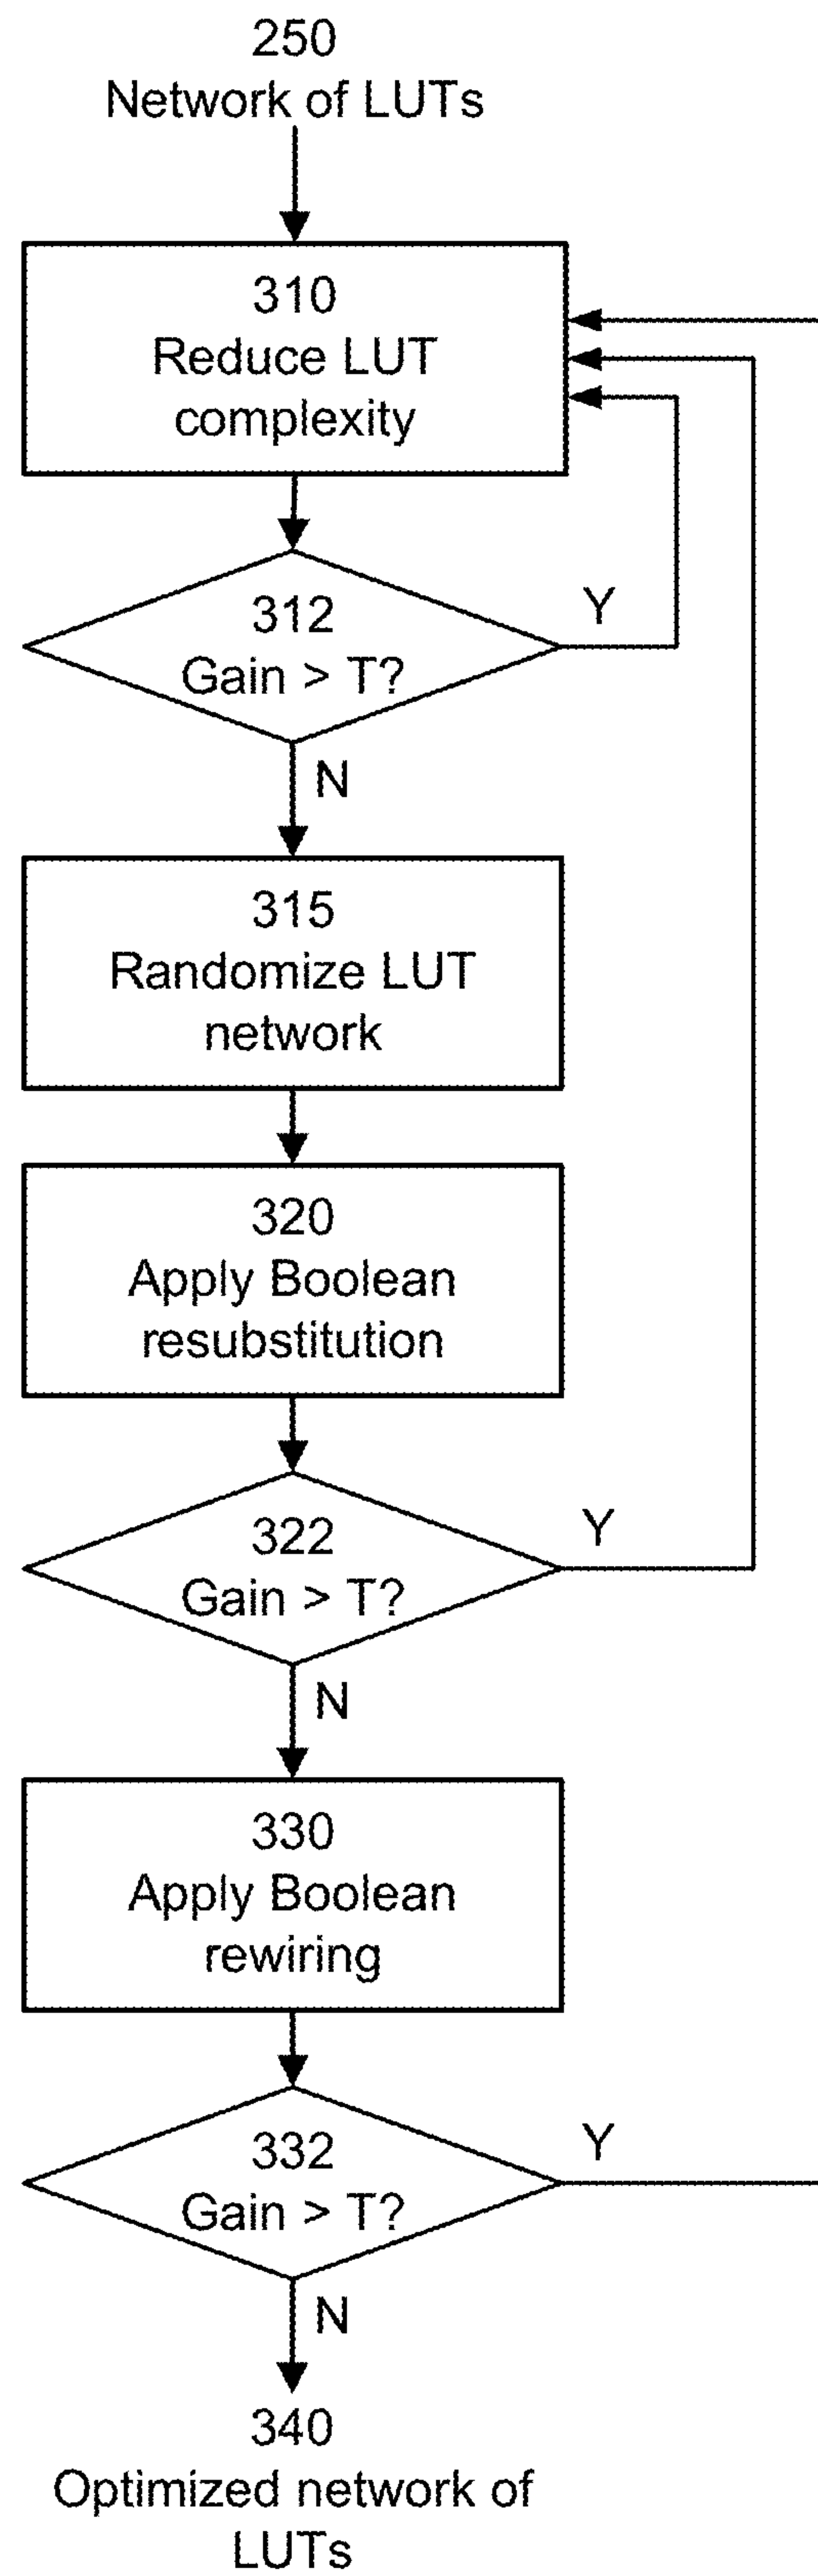 250
Network of LUTs
310
Reduce LUT
complexity
312
Gain > T?
Y
N
315
Randomize LUT
network
320
Apply Boolean
resubstitution
322
Gain > T?
Y
N
330
Apply Boolean
rewiring
332
Gain > T?
Y
N
340
Optimized network of
LUTs